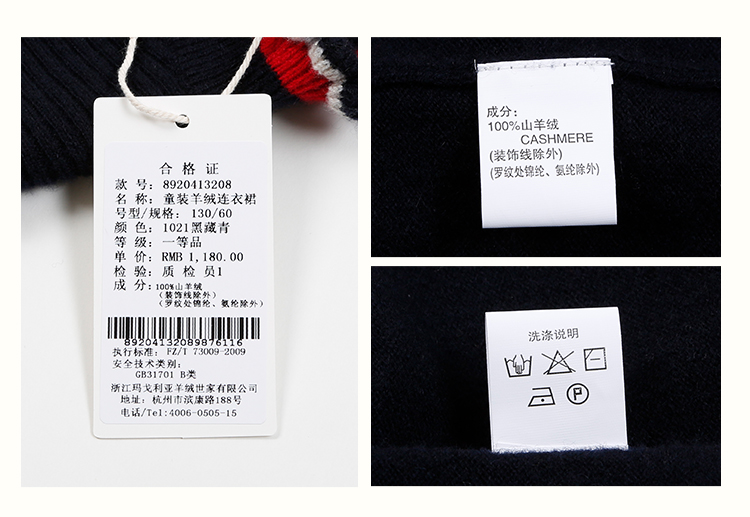 合 格 证
款 号: 8920413208
名 称: 童装羊绒连衣裙
号型/规格: 130/60
颜 色: 1021黑藏青
等 级: 一等品
单 价: RMB 1,180.00
检 验: 质 检 员1
成 分: 100%山羊绒
(装饰线除外)
(罗纹处锦纶、氨纶除外)
89204132089876116
执行标准: FZ/T 73009-2009
安全技术类别:
GB31701 B类
浙江玛戈利亚羊绒世家有限公司
地址: 杭州市滨康路188号
电话/Tel:4006-0505-15
成分:
100%山羊绒
CASHMERE
(装饰线除外)
(罗纹处锦纶、氨纶除外)
洗涤说明
P